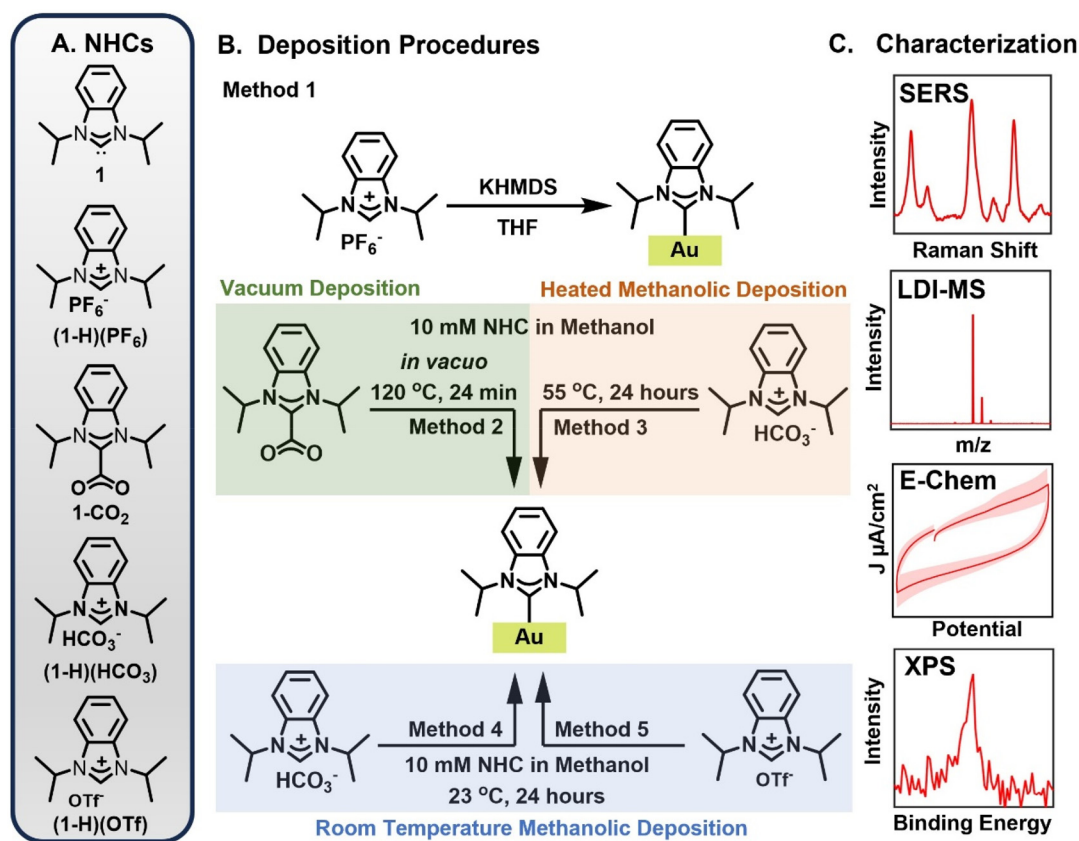 A. NHCs
N
N
1
N
N
+
PF₆⁻
(1-H)(PF₆)
N
N
O
O
1-CO₂
N
N
+
HCO₃⁻
(1-H)(HCO₃)
N
N
+
OTf⁻
(1-H)(OTf)
B. Deposition Procedures
Method 1
N
N
+
PF₆⁻
KHMDS
THF
N
N
Au
Vacuum Deposition
Heated Methanolic Deposition
10 mM NHC in Methanol
in vacuo
120 °C, 24 min
55 °C, 24 hours
Method 2
Method 3
N
N
O
O
N
N
+
HCO₃⁻
N
N
Au
N
N
+
HCO₃⁻
Method 4
Method 5
10 mM NHC in Methanol
23 °C, 24 hours
N
N
+
OTf⁻
Room Temperature Methanolic Deposition
C. Characterization
SERS
Intensity
Raman Shift
LDI-MS
Intensity
m/z
E-Chem
J µA/cm²
Potential
XPS
Intensity
Binding Energy